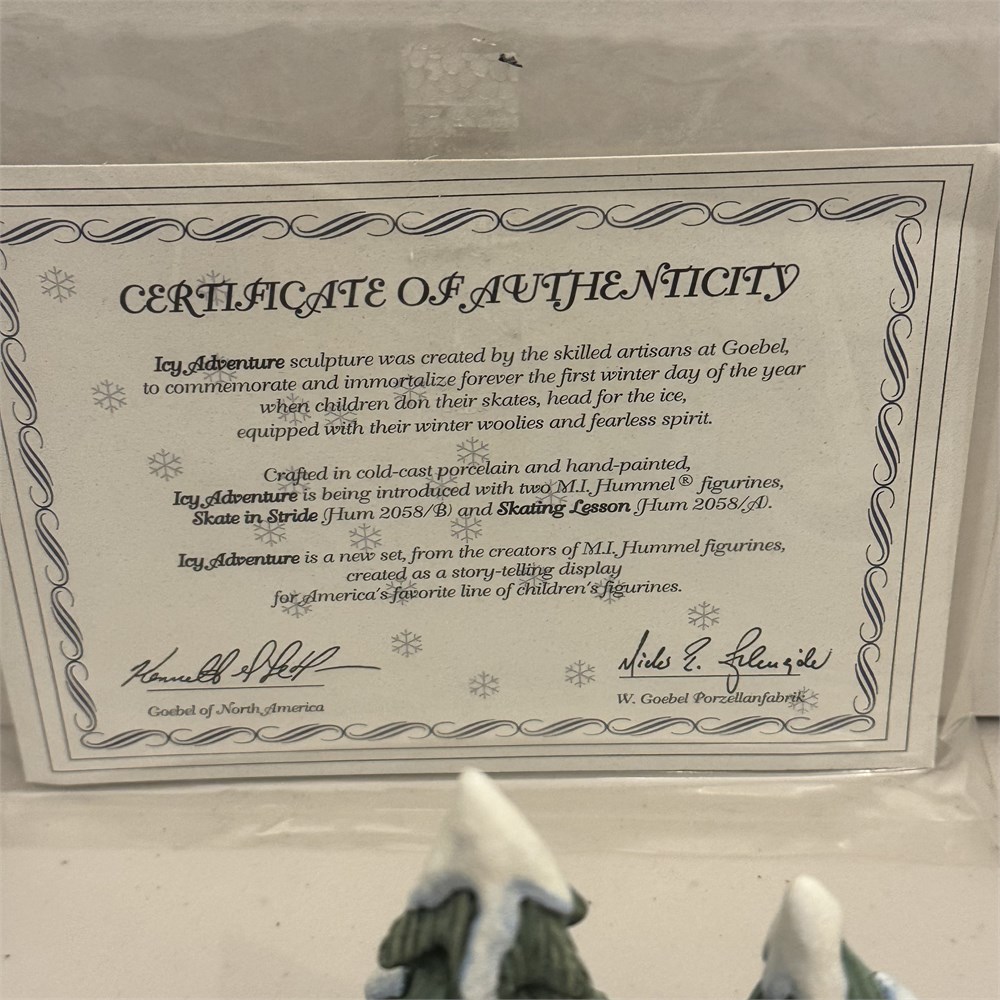 CERTIFICATE OF AUTHENTICITY
Icy Adventure sculpture was created by the skilled artisans at Goebel,
to commemorate and immortalize forever the first winter day of the year
when children don their skates, head for the ice,
equipped with their winter woolies and fearless spirit.
Crafted in cold-cast porcelain and hand-painted,
Icy Adventure is being introduced with two M.I. Hummel® figurines,
Skate in Stride (Hum 2058/B) and Skating Lesson (Hum 2058/A).
Icy Adventure is a new set, from the creators of M.I. Hummel figurines,
created as a story-telling display
for America's favorite line of children's figurines.
Goebel of North America
W. Goebel Porzellanfabrik